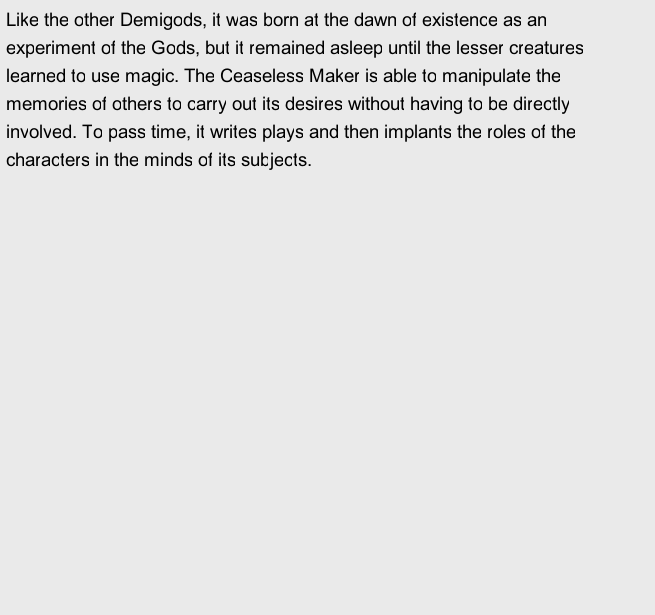 Like the other Demigods, it was born at the dawn of existence as an
experiment of the Gods, but it remained asleep until the lesser creatures
learned to use magic. The Ceaseless Maker is able to manipulate the
memories of others to carry out its desires without having to be directly
involved. To pass time, it writes plays and then implants the roles of the
characters in the minds of its subjects.